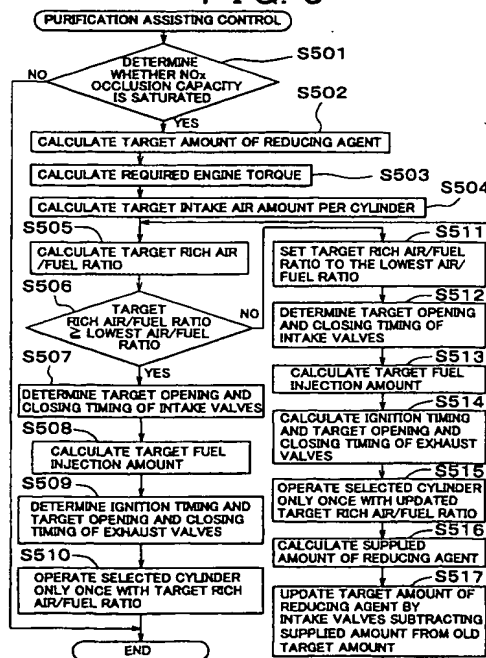 PURIFICATION ASSISTING CONTROL
S501
DETERMINE
WHETHER NOx
OCCLUSION CAPACITY
IS SATURATED
NO
YES
S502
CALCULATE TARGET AMOUNT OF REDUCING AGENT
S503
CALCULATE REQUIRED ENGINE TORQUE
S504
CALCULATE TARGET INTAKE AIR AMOUNT PER CYLINDER
S505
CALCULATE TARGET RICH AIR
/FUEL RATIO
S506
TARGET
RICH AIR/FUEL RATIO
≧ LOWEST AIR/FUEL
RATIO
NO
YES
S507
DETERMINE TARGET OPENING AND
CLOSING TIMING OF INTAKE VALVES
S508
CALCULATE TARGET FUEL
INJECTION AMOUNT
S509
DETERMINE IGNITION TIMING AND
TARGET OPENING AND CLOSING
TIMING OF EXHAUST VALVES
S510
OPERATE SELECTED CYLINDER
ONLY ONCE WITH TARGET RICH
AIR/FUEL RATIO
END
S511
SET TARGET RICH AIR/FUEL
RATIO TO THE LOWEST AIR/
FUEL RATIO
S512
DETERMINE TARGET OPENING
AND CLOSING TIMING OF
INTAKE VALVES
S513
CALCULATE TARGET FUEL
INJECTION AMOUNT
S514
CALCULATE IGNITION TIMING
AND TARGET OPENING AND
CLOSING TIMING OF EXHAUST
VALVES
S515
OPERATE SELECTED CYLINDER
ONLY ONCE WITH UPDATED
TARGET RICH AIR/FUEL RATIO
S516
CALCULATE SUPPLIED
AMOUNT OF REDUCING AGENT
S517
UPDATE TARGET AMOUNT OF
REDUCING AGENT BY
INTAKE VALVES SUBTRACTING
SUPPLIED AMOUNT FROM OLD
TARGET AMOUNT